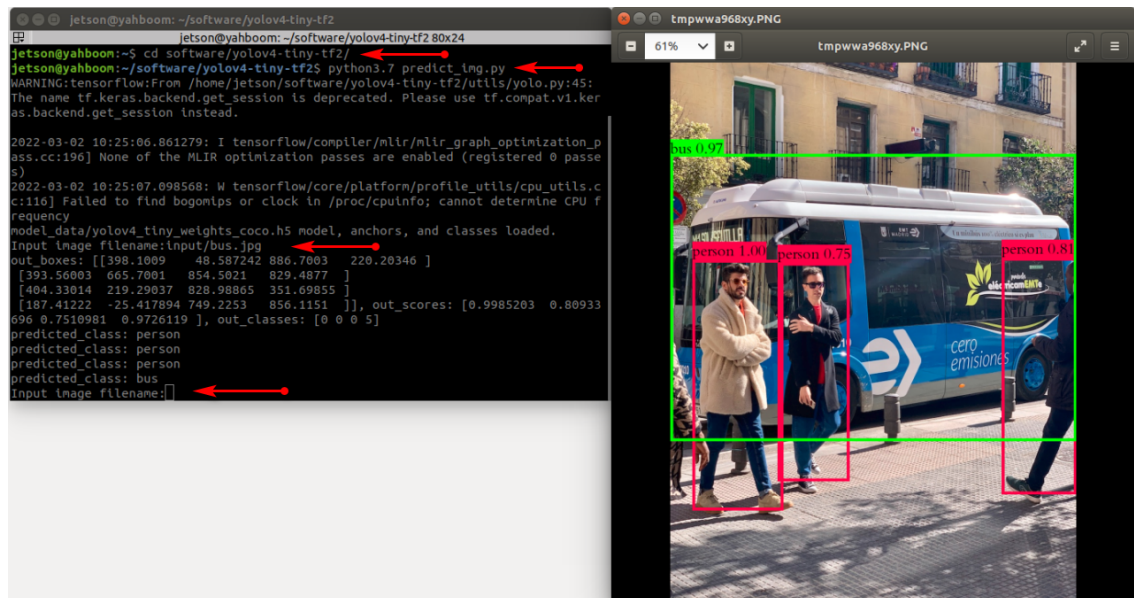 jetson@yahboom: ~/software/yolov4-tiny-tf2
jetson@yahboom: ~/software/yolov4-tiny-tf2 80x24
jetson@yahboom:~$ cd software/yolov4-tiny-tf2/
jetson@yahboom:~/software/yolov4-tiny-tf2$ python3.7 predict_img.py
WARNING:tensorflow:From /home/jetson/software/yolov4-tiny-tf2/utils/yolo.py:45:
The name tf.keras.backend.get_session is deprecated. Please use tf.compat.v1.ker
as.backend.get_session instead.
2022-03-02 10:25:06.861279: I tensorflow/compiler/mlir/mlir_graph_optimization_p
ass.cc:196] None of the MLIR optimization passes are enabled (registered 0 passe
s)
2022-03-02 10:25:07.098568: W tensorflow/core/platform/profile_utils/cpu_utils.c
c:116] Failed to find bogomips or clock in /proc/cpuinfo; cannot determine CPU f
requency
model_data/yolov4_tiny_weights_coco.h5 model, anchors, and classes loaded.
Input image filename:input/bus.jpg
out_boxes: [[398.1009 48.587242 886.7003 220.20346 ]
[393.56003 665.7001 854.5021 829.4877 ]
[404.33014 219.29037 828.98865 351.69855 ]
[187.41222 -25.417894 749.2253 856.1151 ]], out_scores: [0.9985203 0.80933
696 0.7510981 0.9726119 ], out_classes: [0 0 0 5]
predicted_class: person
predicted_class: person
predicted_class: person
predicted_class: bus
Input image filename:
tmpwwa968xy.PNG
61%
tmpwwa968xy.PNG
bus 0.97
person 1.00
person 0.75
person 0.81
cero
emisiones